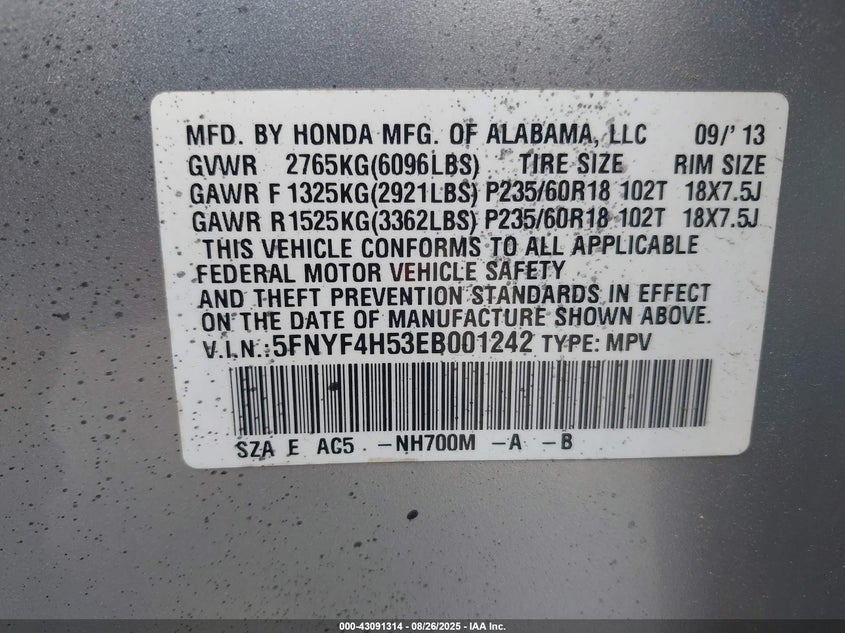 MFD. BY HONDA MFG. OF ALABAMA, LLC 09/'13
GVWR 2765KG(6096LBS) TIRE SIZE RIM SIZE
GAWR F 1325KG(2921LBS) P235/60R18 102T 18X7.5J
GAWR R1525KG(3362LBS) P235/60R18 102T 18X7.5J
THIS VEHICLE CONFORMS TO ALL APPLICABLE
FEDERAL MOTOR VEHICLE SAFETY
AND THEFT PREVENTION STANDARDS IN EFFECT
ON THE DATE OF MANUFACTURE SHOWN ABOVE.
V.I.N.:5FNYF4H53EB001242 TYPE: MPV
SZA E AC5 -NH700M -A -B
000-43091314 - 08/26/2025 - IAA Inc.